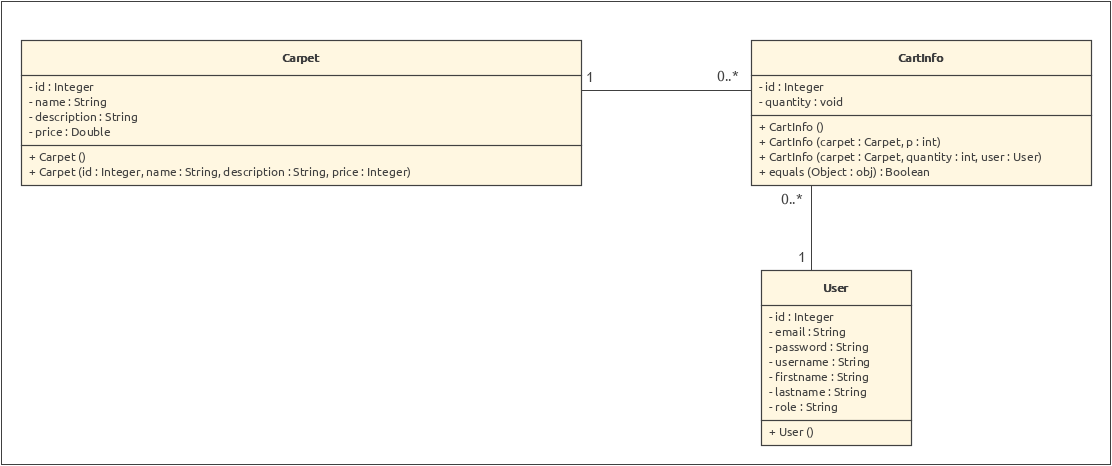 Carpet
- id : Integer
- name : String
- description : String
- price : Double
+ Carpet ()
+ Carpet (id : Integer, name : String, description : String, price : Integer)
1
0..*
CartInfo
- id : Integer
- quantity : void
+ CartInfo ()
+ CartInfo (carpet : Carpet, p : int)
+ CartInfo (carpet : Carpet, quantity : int, user : User)
+ equals (Object : obj) : Boolean
0..*
1
User
- id : Integer
- email : String
- password : String
- username : String
- firstname : String
- lastname : String
- role : String
+ User ()